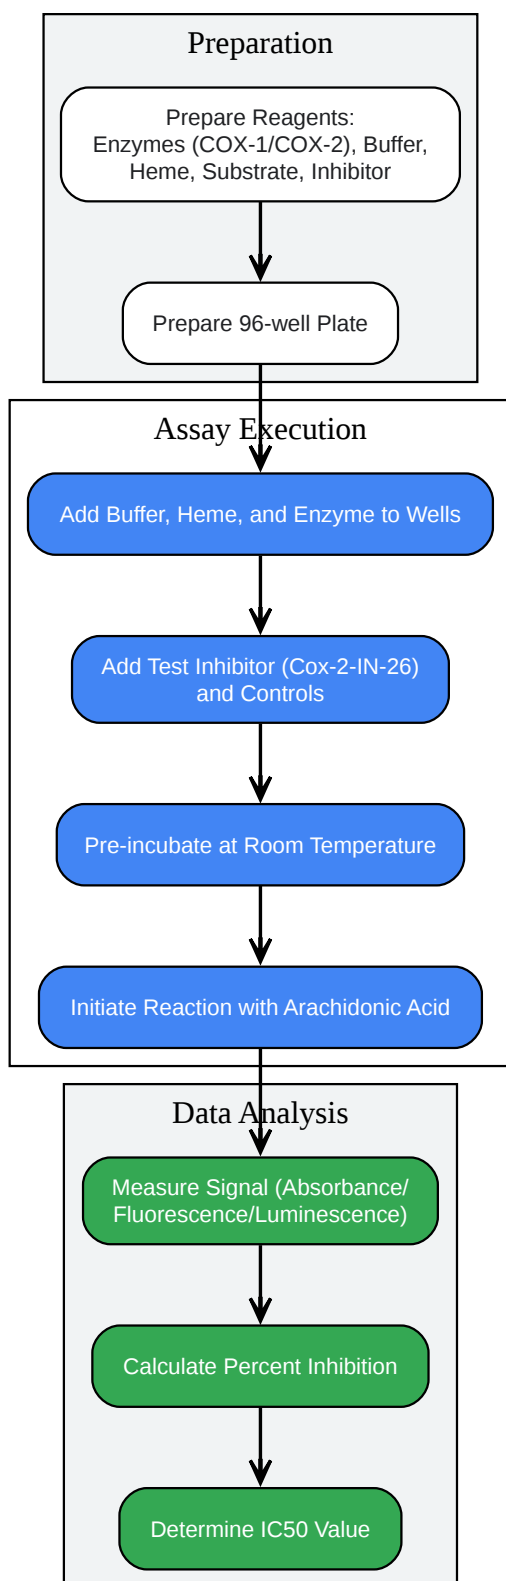 Preparation
Prepare Reagents:
Enzymes (COX-1/COX-2), Buffer,
Heme, Substrate, Inhibitor
Prepare 96-well Plate
Assay Execution
Add Buffer, Heme, and Enzyme to Wells
Add Test Inhibitor (Cox-2-IN-26)
and Controls
Pre-incubate at Room Temperature
Initiate Reaction with Arachidonic Acid
Data Analysis
Measure Signal (Absorbance/
Fluorescence/Luminescence)
Calculate Percent Inhibition
Determine IC50 Value